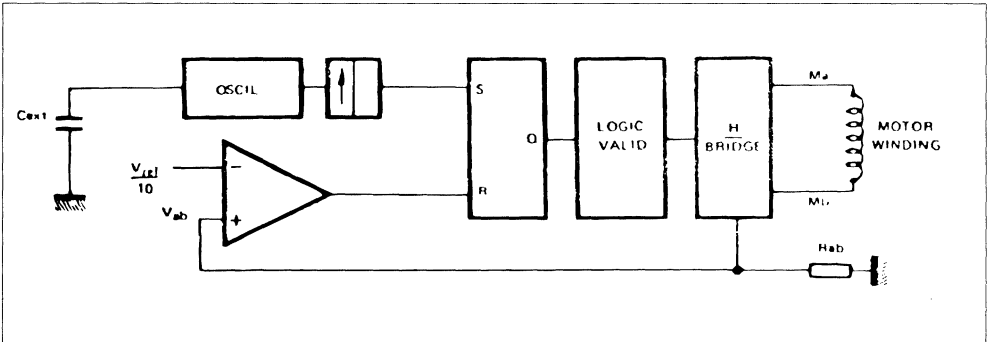 Cext
OSCIL
S
Q
R
LOGIC
VALID
H
BRIDGE
Ma
Mb
MOTOR
WINDING
Vref
10
Vab
−
+
Rab